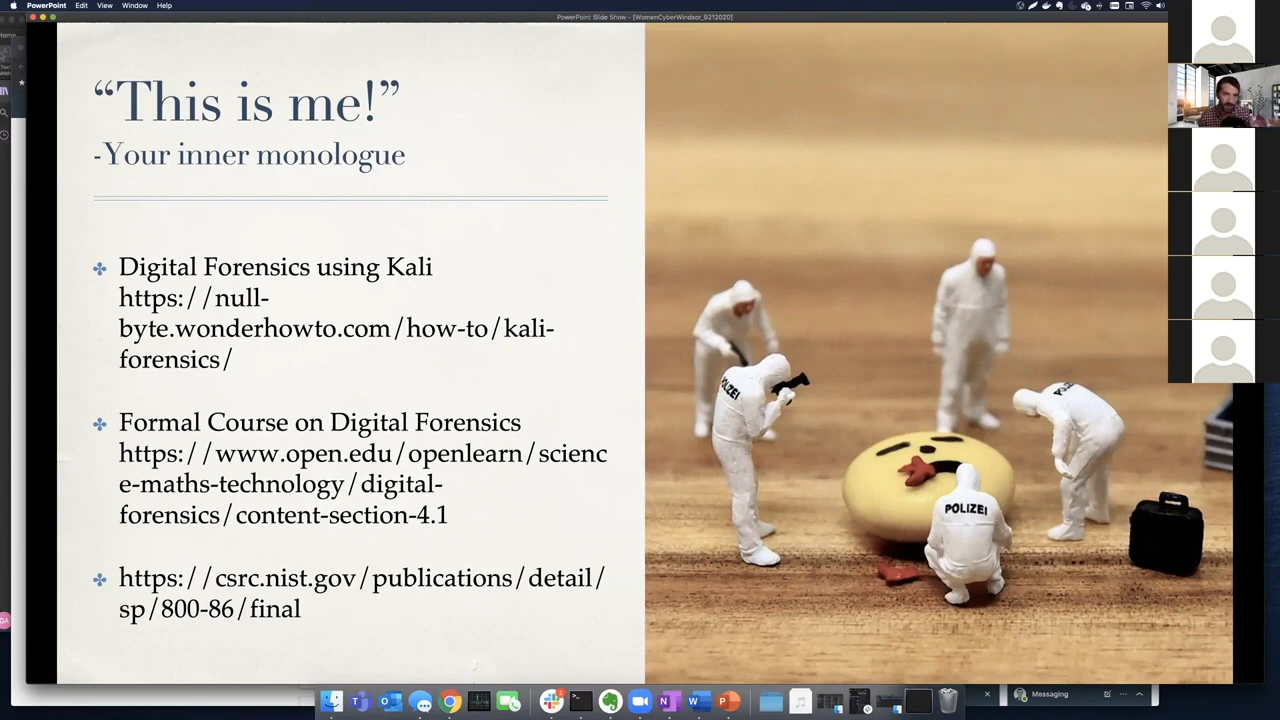 PowerPoint Edit View Window Help
PowerPoint Slide Show - [WomenCyberWindsor_9212020]
“This is me!”
-Your inner monologue
Digital Forensics using Kali
https://null-
byte.wonderhowto.com/how-to/kali-
forensics/
Formal Course on Digital Forensics
https://www.open.edu/openlearn/scienc
e-maths-technology/digital-
forensics/content-section-4.1
https://csrc.nist.gov/publications/detail/
sp/800-86/final
POLIZEI
POLIZEI
Messaging